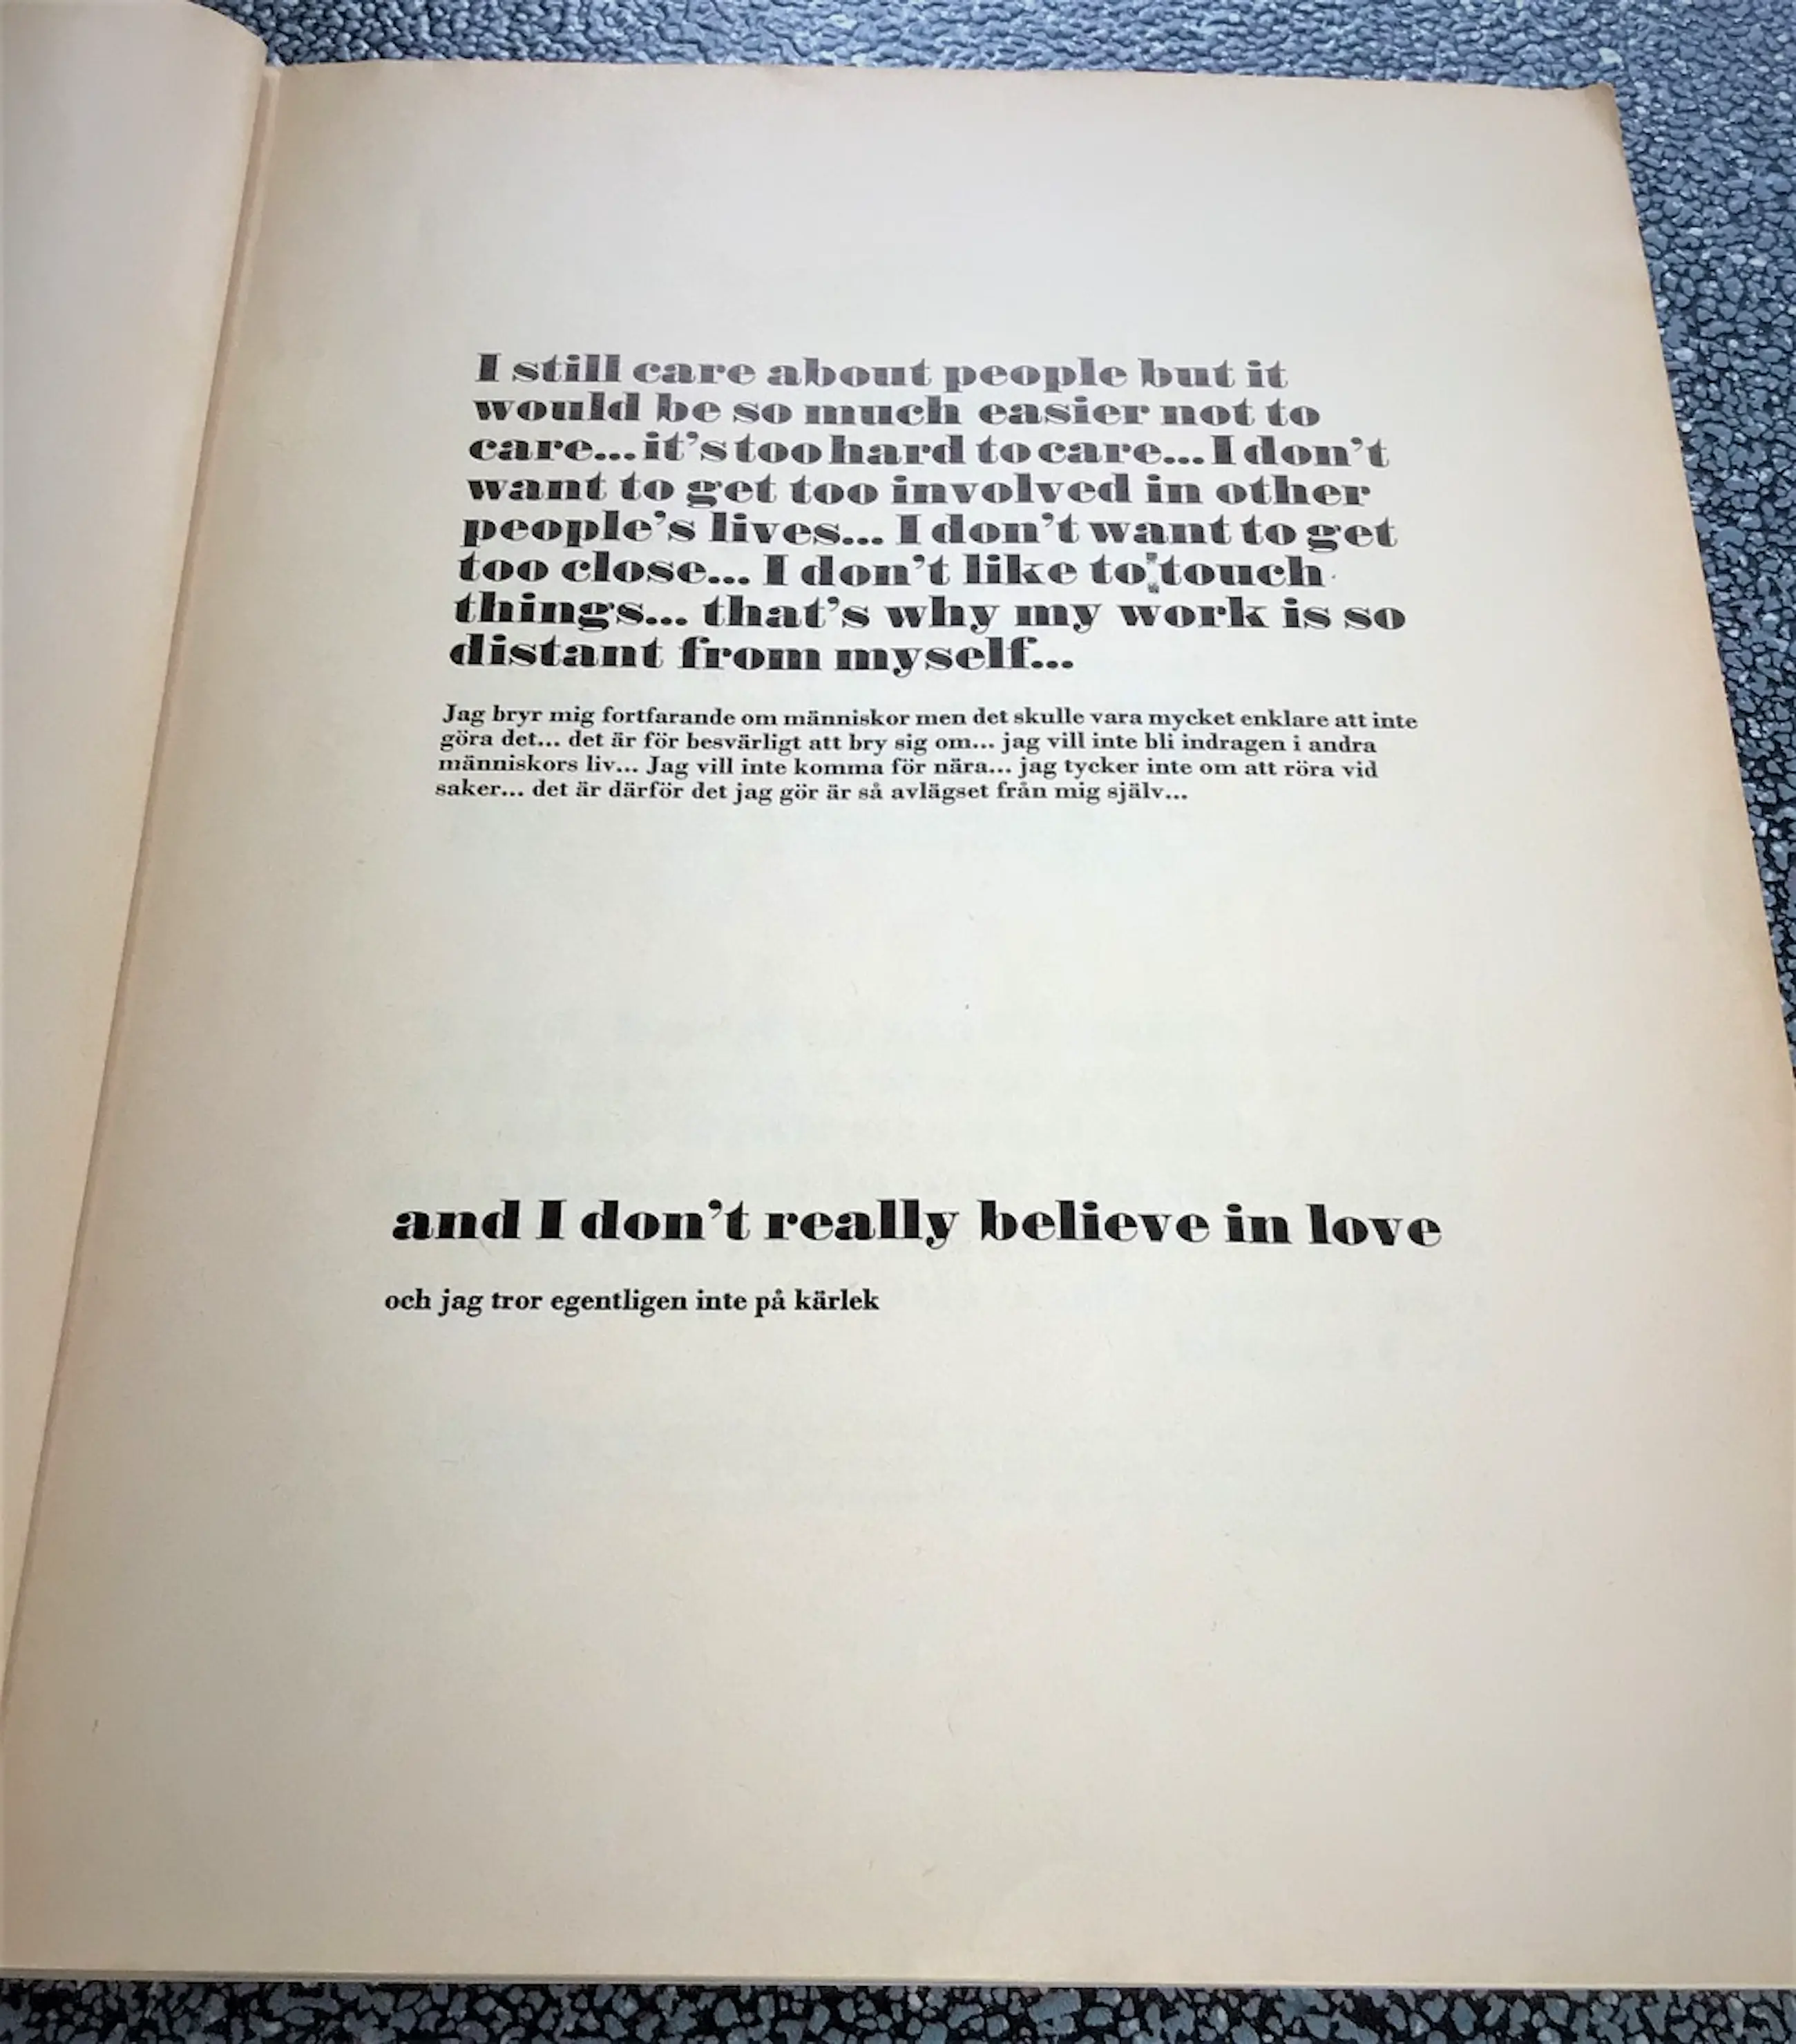 I still care about people but it
would be so much easier not to
care... it's too hard to care... I don't
want to get too involved in other
people's lives... I don't want to get
too close... I don't like to touch
things... that's why my work is so
distant from myself...
Jag bryr mig fortfarande om människor men det skulle vara mycket enklare att inte
göra det... det är för besvärligt att bry sig om... jag vill inte bli indragen i andra
människors liv... Jag vill inte komma för nära... jag tycker inte om att röra vid
saker... det är därför det jag gör är så avlägset från mig själv...
and I don't really believe in love
och jag tror egentligen inte på kärlek